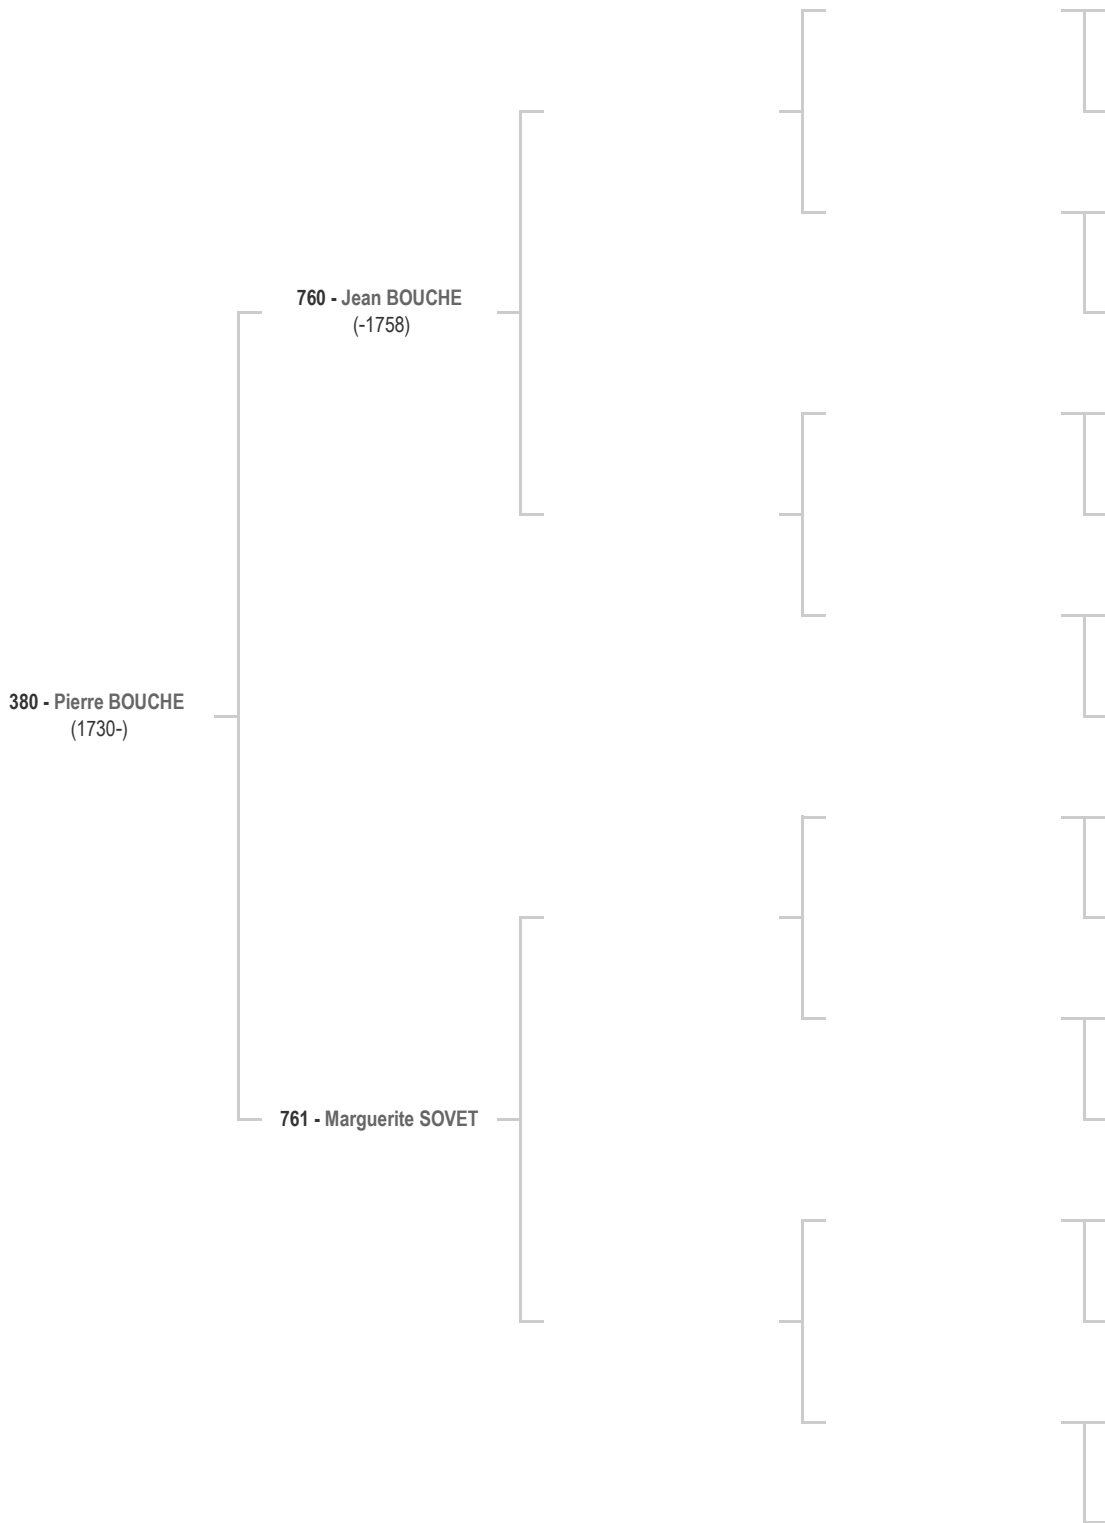 760 - Jean BOUCHE
(-1758)
380 - Pierre BOUCHE
(1730-)
761 - Marguerite SOVET